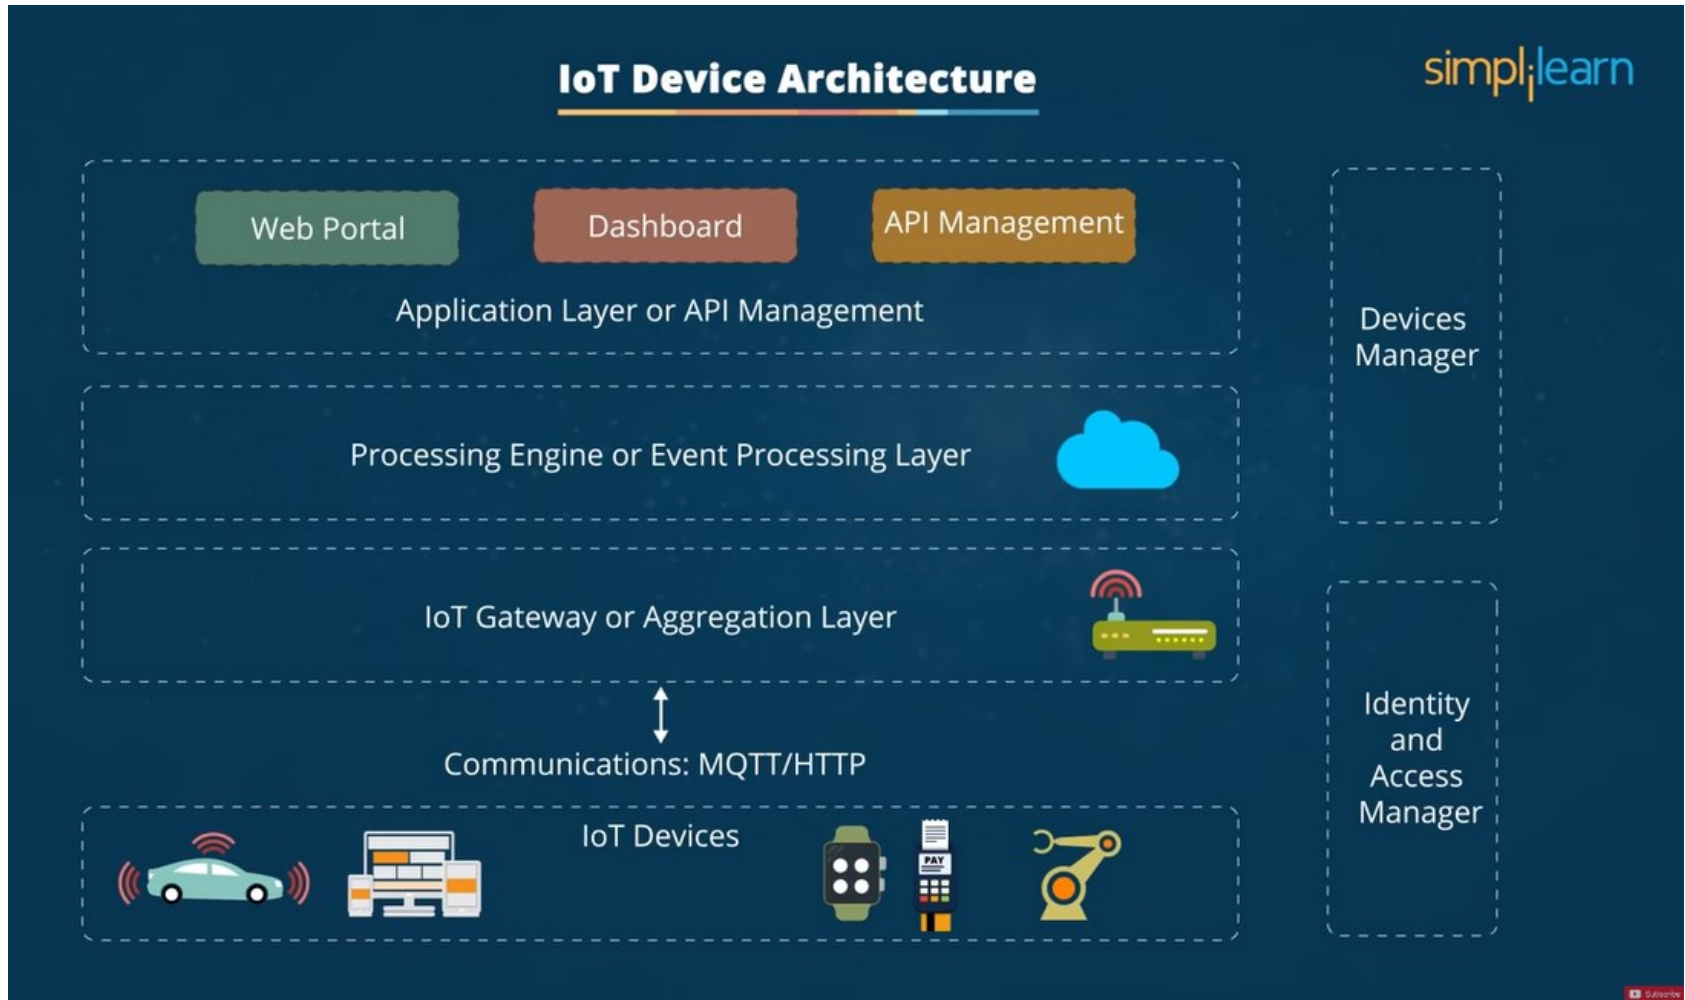 IoT Device Architecture
simplilearn
Web Portal
Dashboard
API Management
Application Layer or API Management
Processing Engine or Event Processing Layer
IoT Gateway or Aggregation Layer
Communications: MQTT/HTTP
IoT Devices
PAY
Devices
Manager
Identity
and
Access
Manager
Subscribe